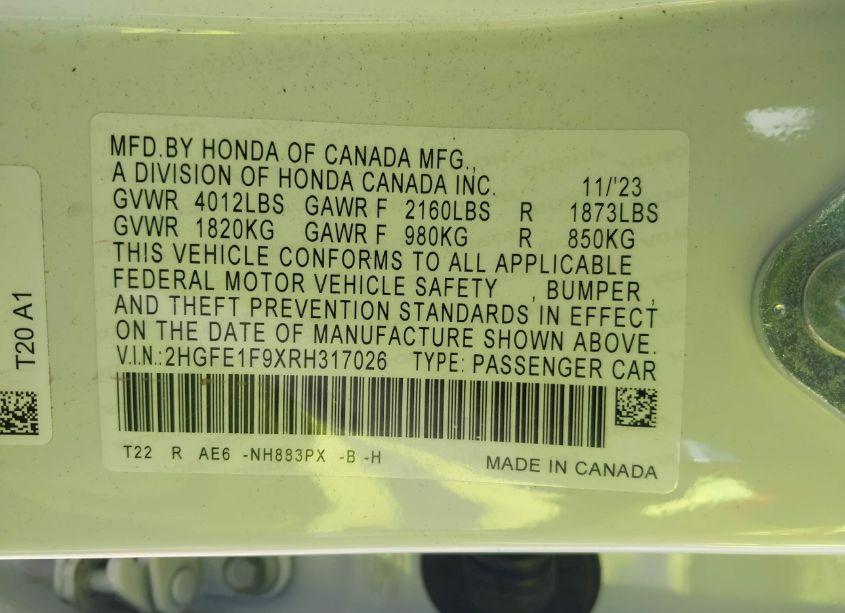 MFD.BY HONDA OF CANADA MFG.,
A DIVISION OF HONDA CANADA INC. 11/'23
GVWR 4012LBS GAWR F 2160LBS R 1873LBS
GVWR 1820KG GAWR F 980KG R 850KG
THIS VEHICLE CONFORMS TO ALL APPLICABLE
FEDERAL MOTOR VEHICLE SAFETY , BUMPER ,
AND THEFT PREVENTION STANDARDS IN EFFECT
ON THE DATE OF MANUFACTURE SHOWN ABOVE.
V.I.N.:2HGFE1F9XRH317026 TYPE: PASSENGER CAR
T22 R AE6 -NH883PX -B -H
MADE IN CANADA
T20 A1